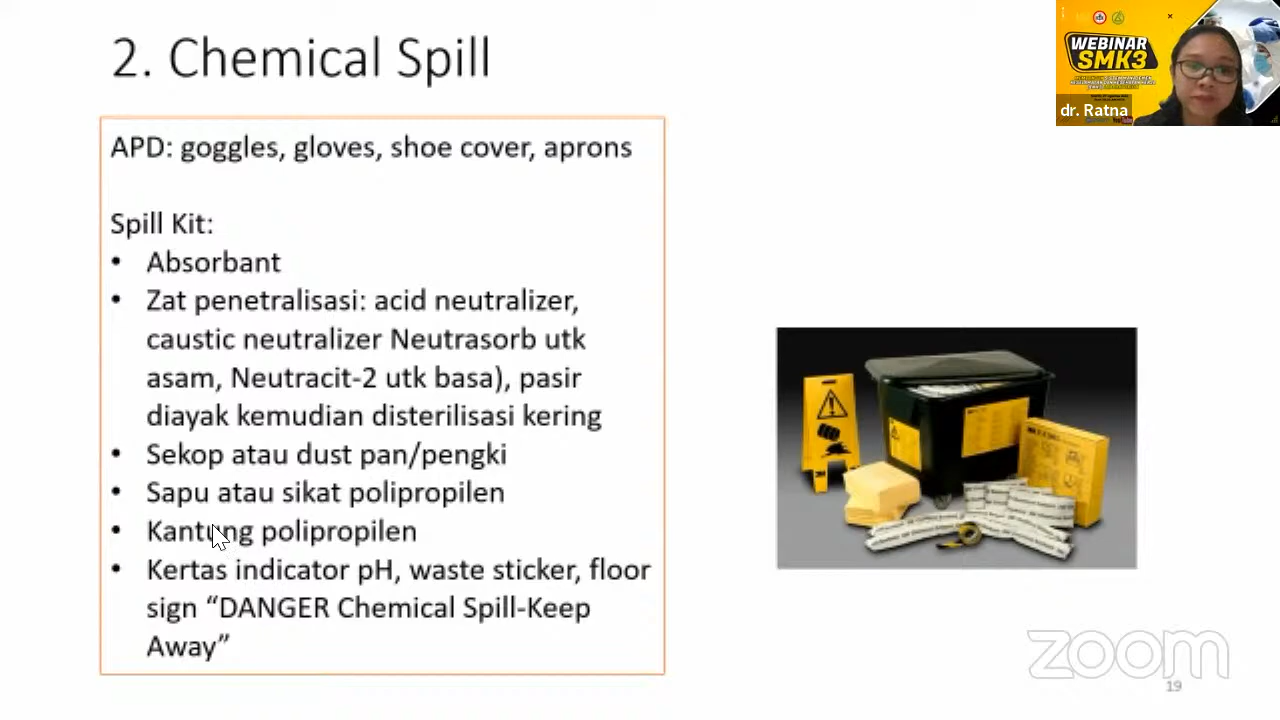 2. Chemical Spill
APD: goggles, gloves, shoe cover, aprons
Spill Kit:
• Absorbant
• Zat penetralisasi: acid neutralizer,
caustic neutralizer Neutrasorb utk
asam, Neutracit-2 utk basa), pasir
diayak kemudian disterilisasi kering
• Sekop atau dust pan/pengki
• Sapu atau sikat polipropilen
• Kantung polipropilen
• Kertas indicator pH, waste sticker, floor
sign “DANGER Chemical Spill-Keep
Away”
WEBINAR
SMK3
dr. Ratna
zoom
19